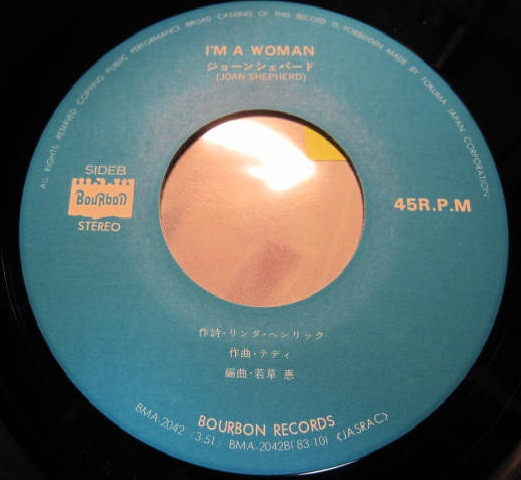 ALL RIGHTS RESERVED COPYING PUBLIC PERFORMANCE BROAD CASTING OF THIS RECORD IS FORBIDDEN MADE BY TOKUMA JAPAN CORPORATION
I'M A WOMAN
ジョーンシェパード
(JOAN SHEPHERD)
SIDEB
BouRbon
STEREO
45R.P.M
作詩・リンダ・ヘンリック
作曲・テディ
編曲・若草 恵
BOURBON RECORDS
BMA-2042 (3:51) BMA-2042B('83-10) <JASRAC>